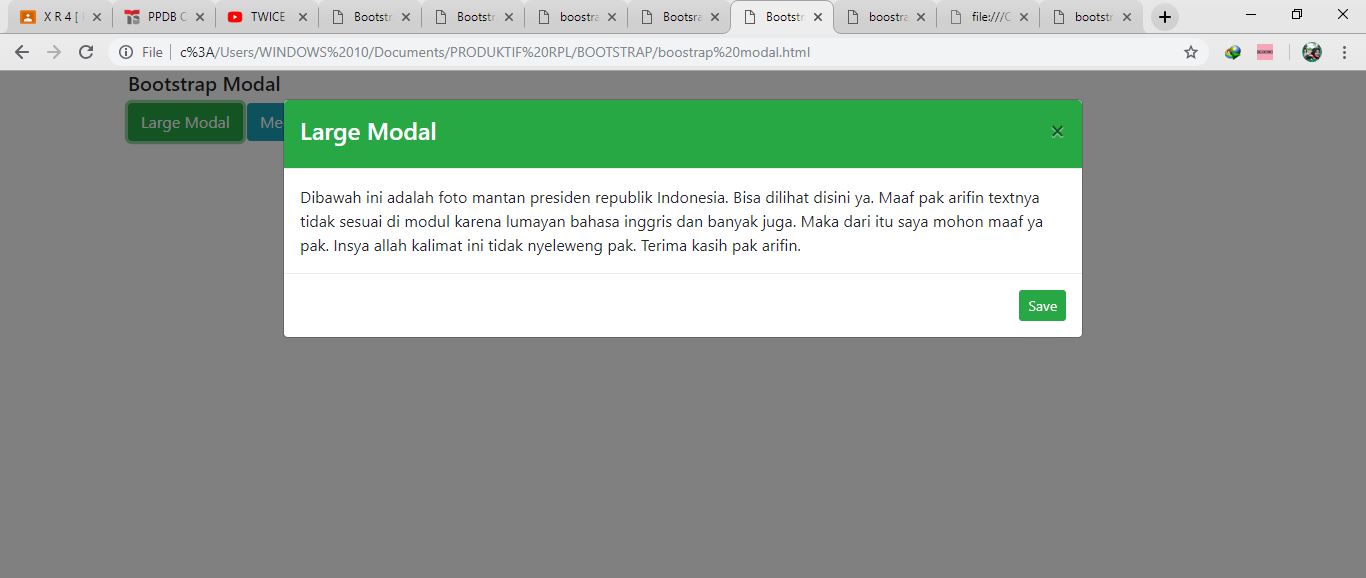 X R 4 [
PPDB C
TWICE
Bootstr
Bootstr
boostra
Bootsra
Bootstr
boostra
file:///C
bootstr
File
c%3A/Users/WINDOWS%2010/Documents/PRODUKTIF%20RPL/BOOTSTRAP/boostrap%20modal.html
Bootstrap Modal
Large Modal
Me
Large Modal
×
Dibawah ini adalah foto mantan presiden republik Indonesia. Bisa dilihat disini ya. Maaf pak arifin textnya
tidak sesuai di modul karena lumayan bahasa inggris dan banyak juga. Maka dari itu saya mohon maaf ya
pak. Insya allah kalimat ini tidak nyeleweng pak. Terima kasih pak arifin.
Save